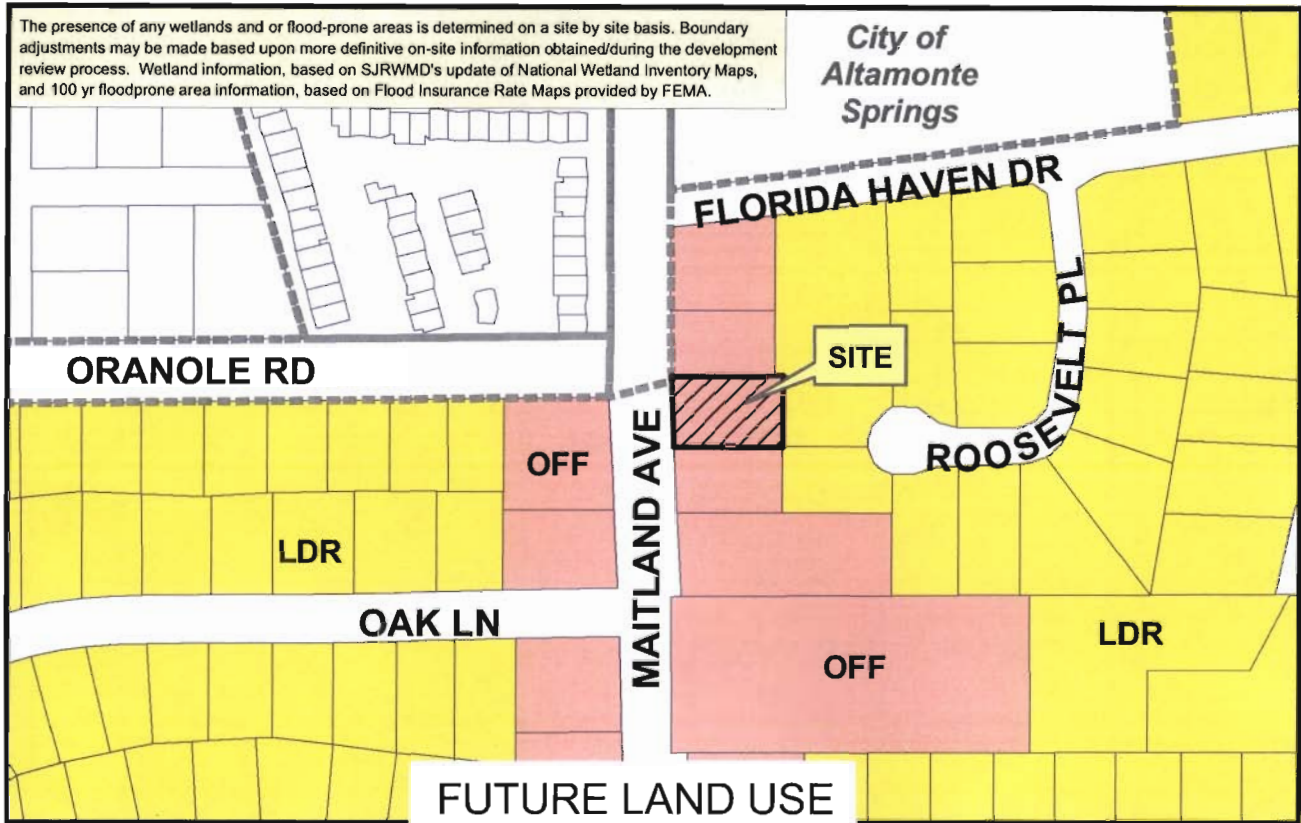 The presence of any wetlands and or flood-prone areas is determined on a site by site basis. Boundary
adjustments may be made based upon more definitive on-site information obtained/during the development
review process. Wetland information, based on SJRWMD's update of National Wetland Inventory Maps,
and 100 yr floodprone area information, based on Flood Insurance Rate Maps provided by FEMA.
City of
Altamonte
Springs
FLORIDA HAVEN DR
ROOSEVELT PL
SITE
ORANOLE RD
OFF
MAITLAND AVE
LDR
OAK LN
LDR
OFF
FUTURE LAND USE